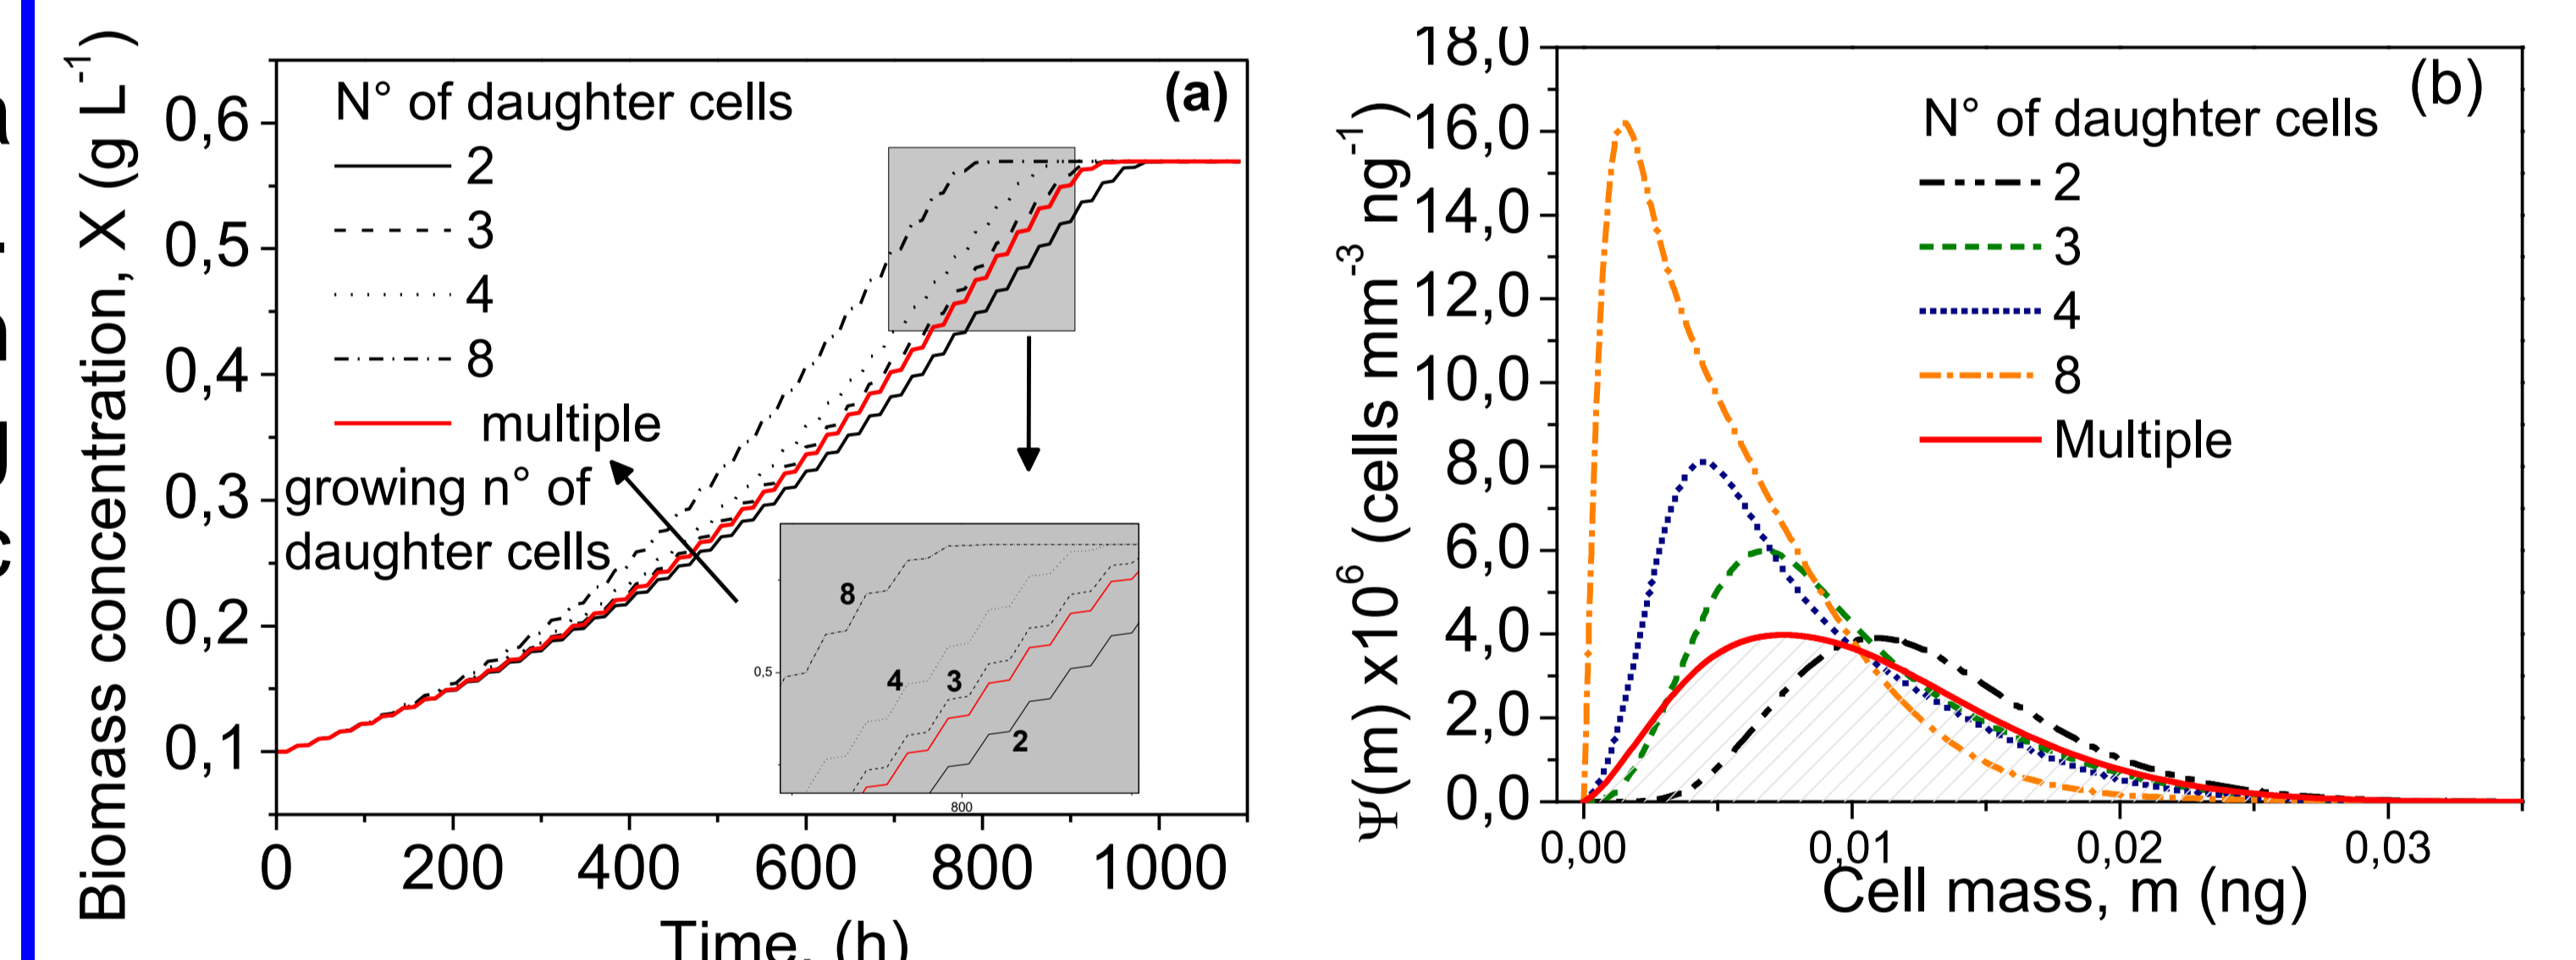 (a)
N° of daughter cells
2
3
4
8
multiple
growing n° of
daughter cells
8
4
3
2
0,5
800
Biomass concentration, X (g L⁻¹)
0,6
0,5
0,4
0,3
0,2
0,1
0 200 400 600 800 1000
Time, (h)
(b)
N° of daughter cells
2
3
4
8
Multiple
Ψ(m) x10⁶ (cells mm⁻³ ng⁻¹)
18,0
16,0
14,0
12,0
10,0
8,0
6,0
4,0
2,0
0,0
0,00 0,01 0,02 0,03
Cell mass, m (ng)